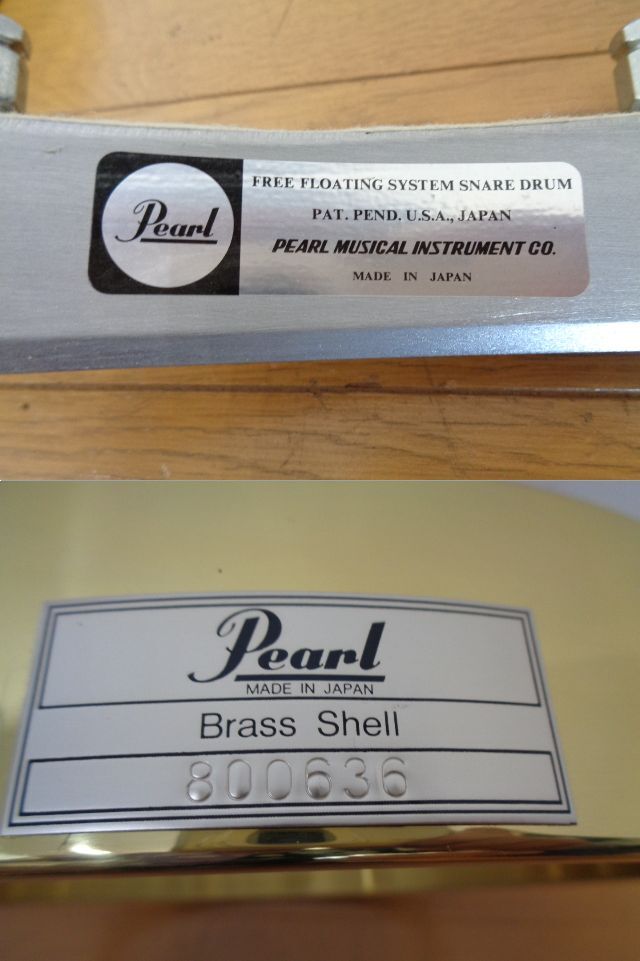 Pearl
FREE FLOATING SYSTEM SNARE DRUM
PAT. PEND. U.S.A., JAPAN
PEARL MUSICAL INSTRUMENT CO.
MADE IN JAPAN
Pearl
MADE IN JAPAN
Brass Shell
800636